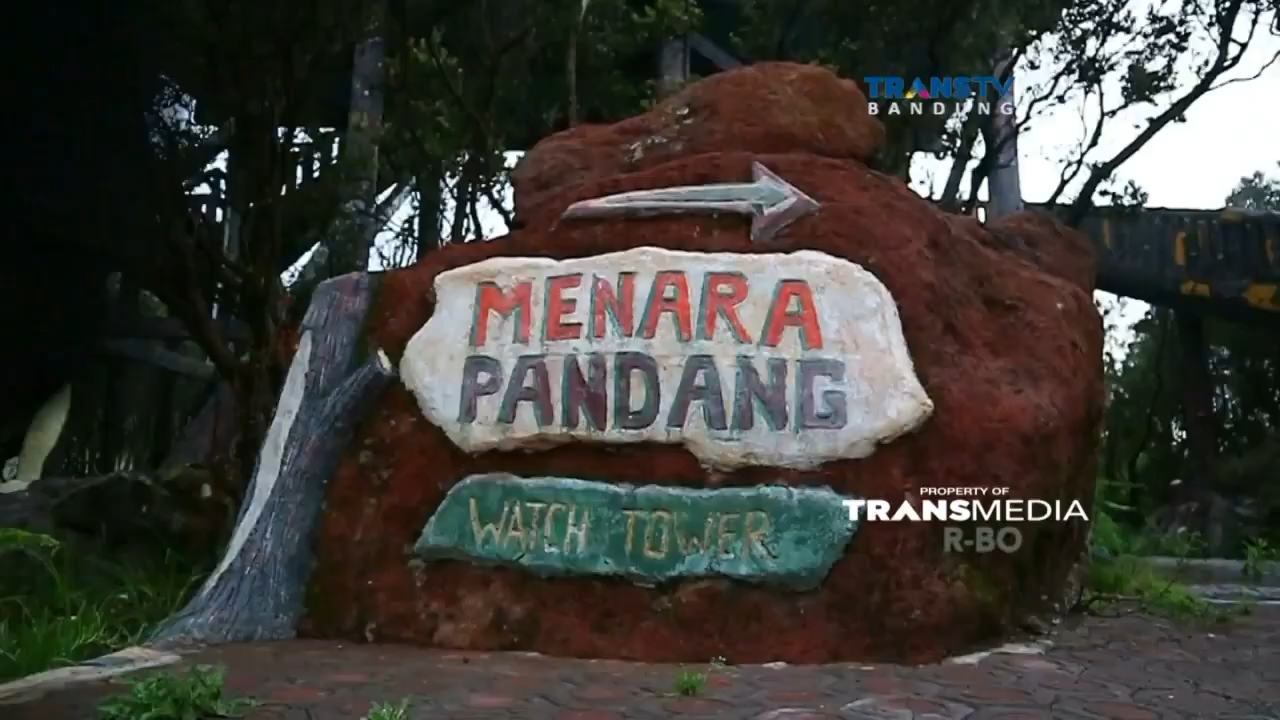 TRANSTV
BANDUNG
MENARA
PANDANG
WATCH TOWER
PROPERTY OF
TRANSMEDIA
R-BO